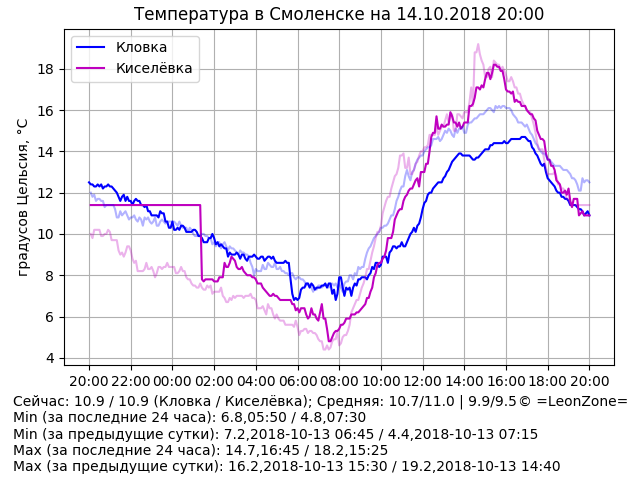 Температура в Смоленске на 14.10.2018 20:00
Кловка
Киселёвка
градусов Цельсия, °C
18
16
14
12
10
8
6
4
20:00 22:00 00:00 02:00 04:00 06:00 08:00 10:00 12:00 14:00 16:00 18:00 20:00
Сейчас: 10.9 / 10.9 (Кловка / Киселёвка); Средняя: 10.7/11.0 | 9.9/9.5© =LeonZone=
Min (за последние 24 часа): 6.8,05:50 / 4.8,07:30
Min (за предыдущие сутки): 7.2,2018-10-13 06:45 / 4.4,2018-10-13 07:15
Max (за последние 24 часа): 14.7,16:45 / 18.2,15:25
Max (за предыдущие сутки): 16.2,2018-10-13 15:30 / 19.2,2018-10-13 14:40